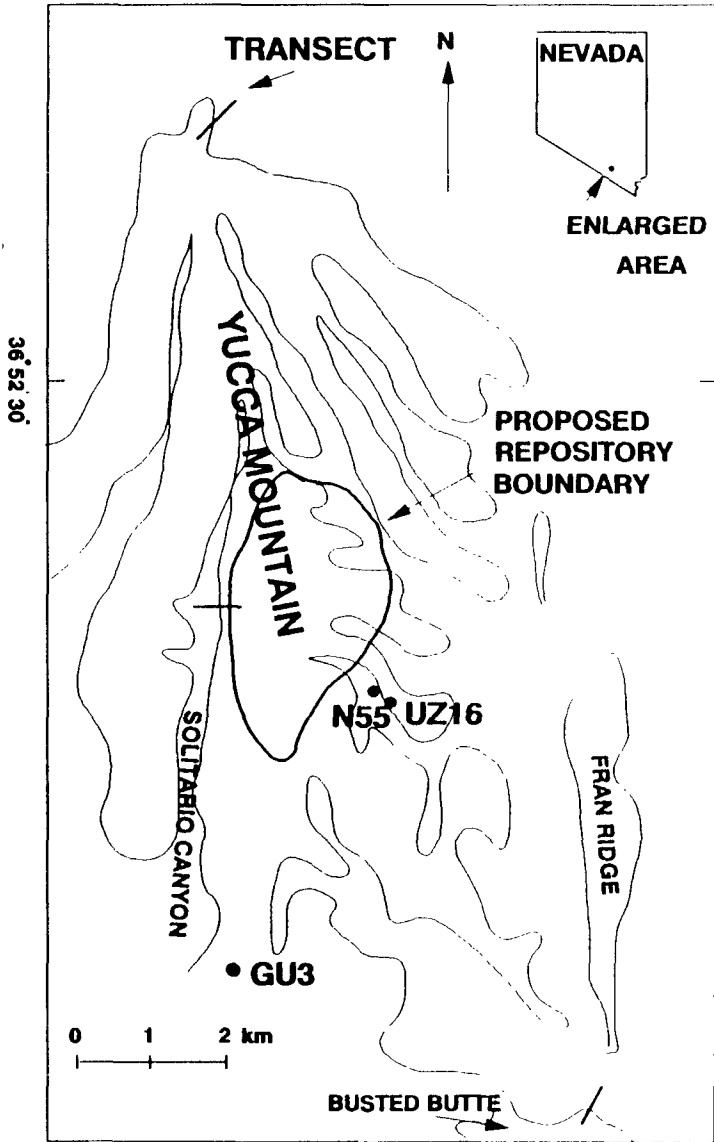 TRANSECT
N
NEVADA
ENLARGED
AREA
36° 52' 30"
YUCCA MOUNTAIN
PROPOSED
REPOSITORY
BOUNDARY
N55
UZ16
SOLITARIO CANYON
FRAN RIDGE
GU3
0 1 2 km
BUSTED BUTTE